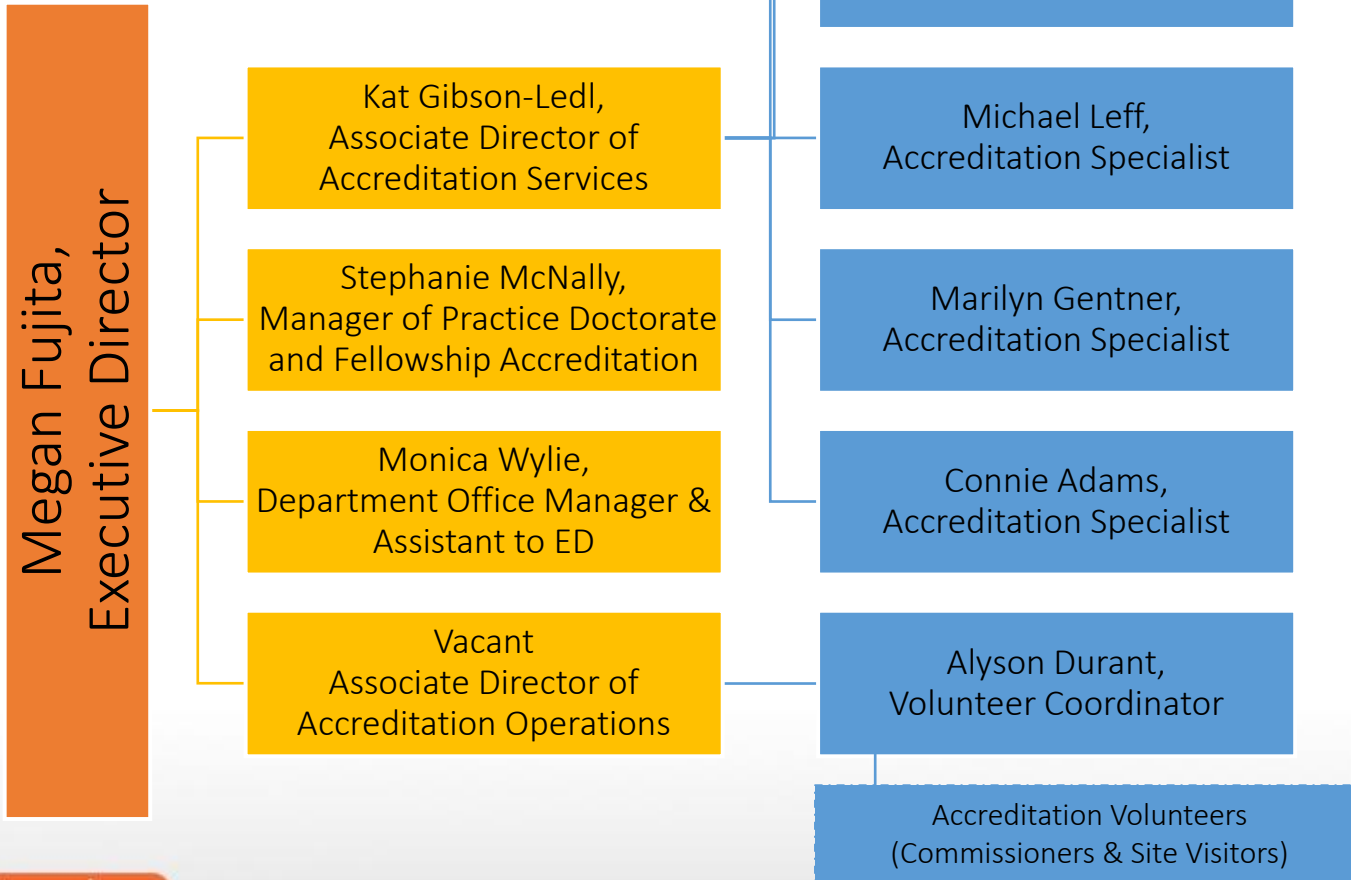 Megan Fujita,
Executive Director
Kat Gibson-Ledl,
Associate Director of
Accreditation Services
Stephanie McNally,
Manager of Practice Doctorate
and Fellowship Accreditation
Monica Wylie,
Department Office Manager &
Assistant to ED
Vacant
Associate Director of
Accreditation Operations
Michael Leff,
Accreditation Specialist
Marilyn Gentner,
Accreditation Specialist
Connie Adams,
Accreditation Specialist
Alyson Durant,
Volunteer Coordinator
Accreditation Volunteers
(Commissioners & Site Visitors)